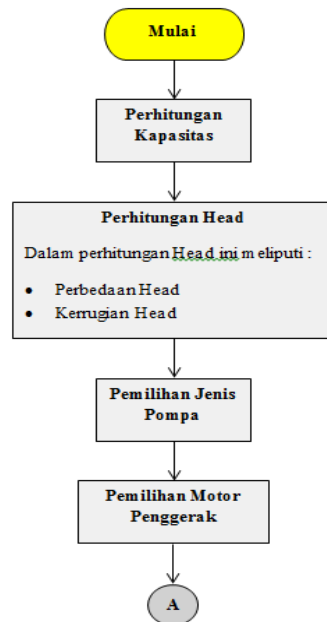 Mulai
Perhitungan
Kapasitas
Perhitungan Head
Dalam perhitungan Head ini meliputi :
• Perbedaan Head
• Kerrugian Head
Pemilihan Jenis
Pompa
Pemilihan Motor
Penggerak
A